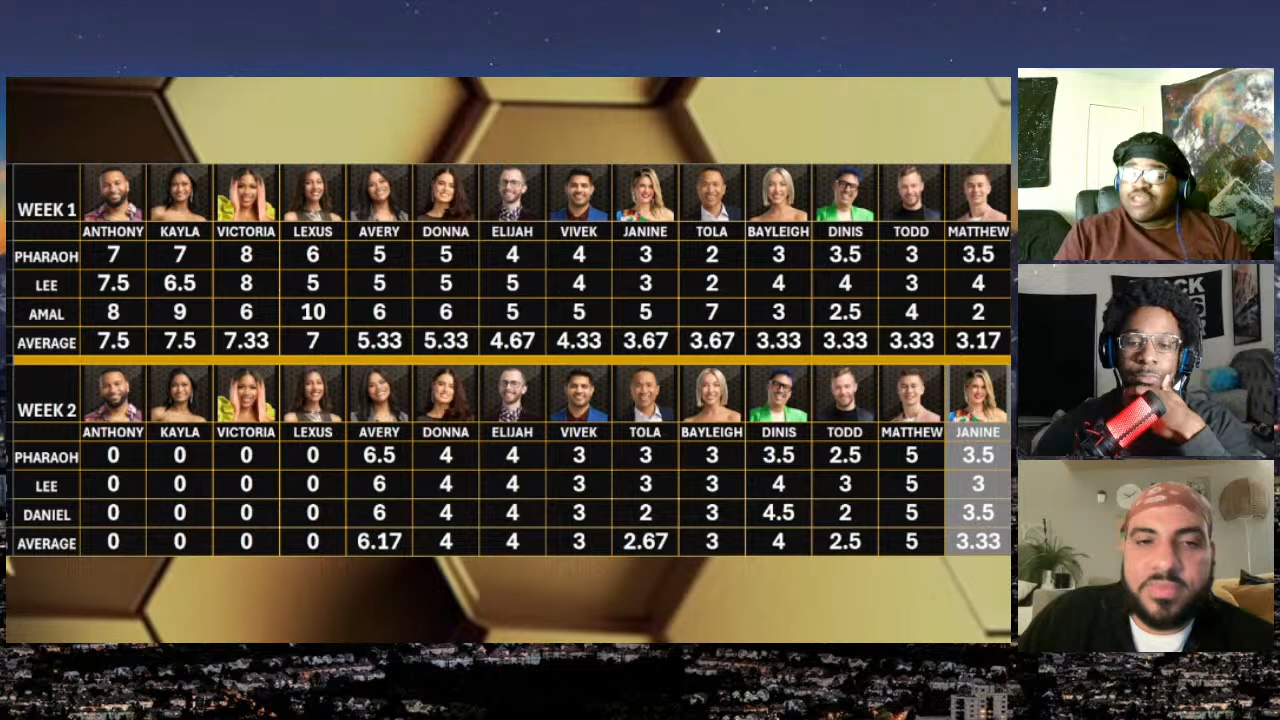 WEEK 1
ANTHONY KAYLA VICTORIA LEXUS AVERY DONNA ELIJAH VIVEK JANINE TOLA BAYLEIGH DINIS TODD MATTHEW
PHARAOH 7 7 8 6 5 5 4 4 3 2 3 3.5 3 3.5
LEE 7.5 6.5 8 5 5 5 5 4 3 2 4 4 3 4
AMAL 8 9 6 10 6 6 5 5 5 7 3 2.5 4 2
AVERAGE 7.5 7.5 7.33 7 5.33 5.33 4.67 4.33 3.67 3.67 3.33 3.33 3.33 3.17
WEEK 2
ANTHONY KAYLA VICTORIA LEXUS AVERY DONNA ELIJAH VIVEK TOLA BAYLEIGH DINIS TODD MATTHEW JANINE
PHARAOH 0 0 0 0 6.5 4 4 3 3 3 3.5 2.5 5 3.5
LEE 0 0 0 0 6 4 4 3 3 3 4 3 5 3
DANIEL 0 0 0 0 6 4 4 3 2 3 4.5 2 5 3.5
AVERAGE 0 0 0 0 6.17 4 4 3 2.67 3 4 2.5 5 3.33